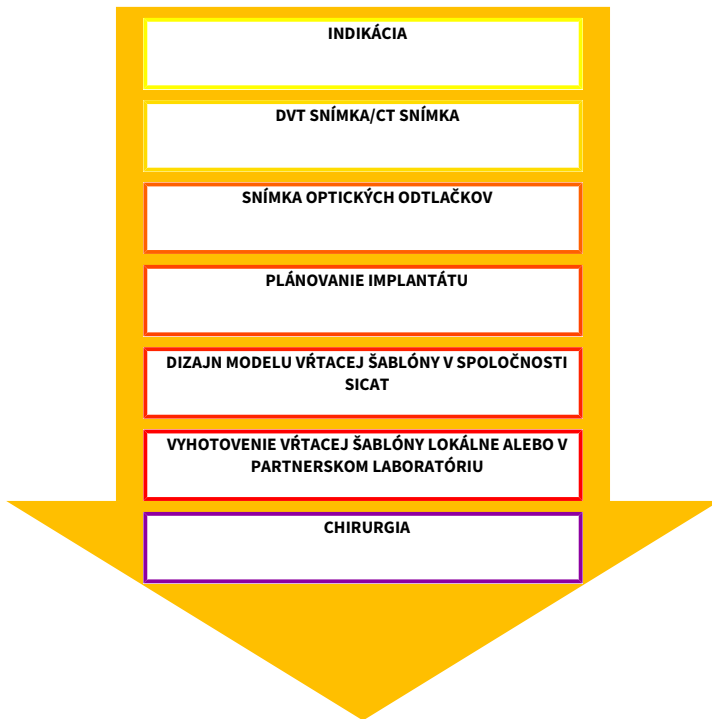 INDIKÁCIA
DVT SNÍMKA/CT SNÍMKA
SNÍMKA OPTICKÝCH ODTLAČKOV
PLÁNOVANIE IMPLANTÁTU
DIZAJN MODELU VŔTACEJ ŠABLÓNY V SPOLOČNOSTI
SICAT
VYHOTOVENIE VŔTACEJ ŠABLÓNY LOKÁLNE ALEBO V
PARTNERSKOM LABORATÓRIU
CHIRURGIA